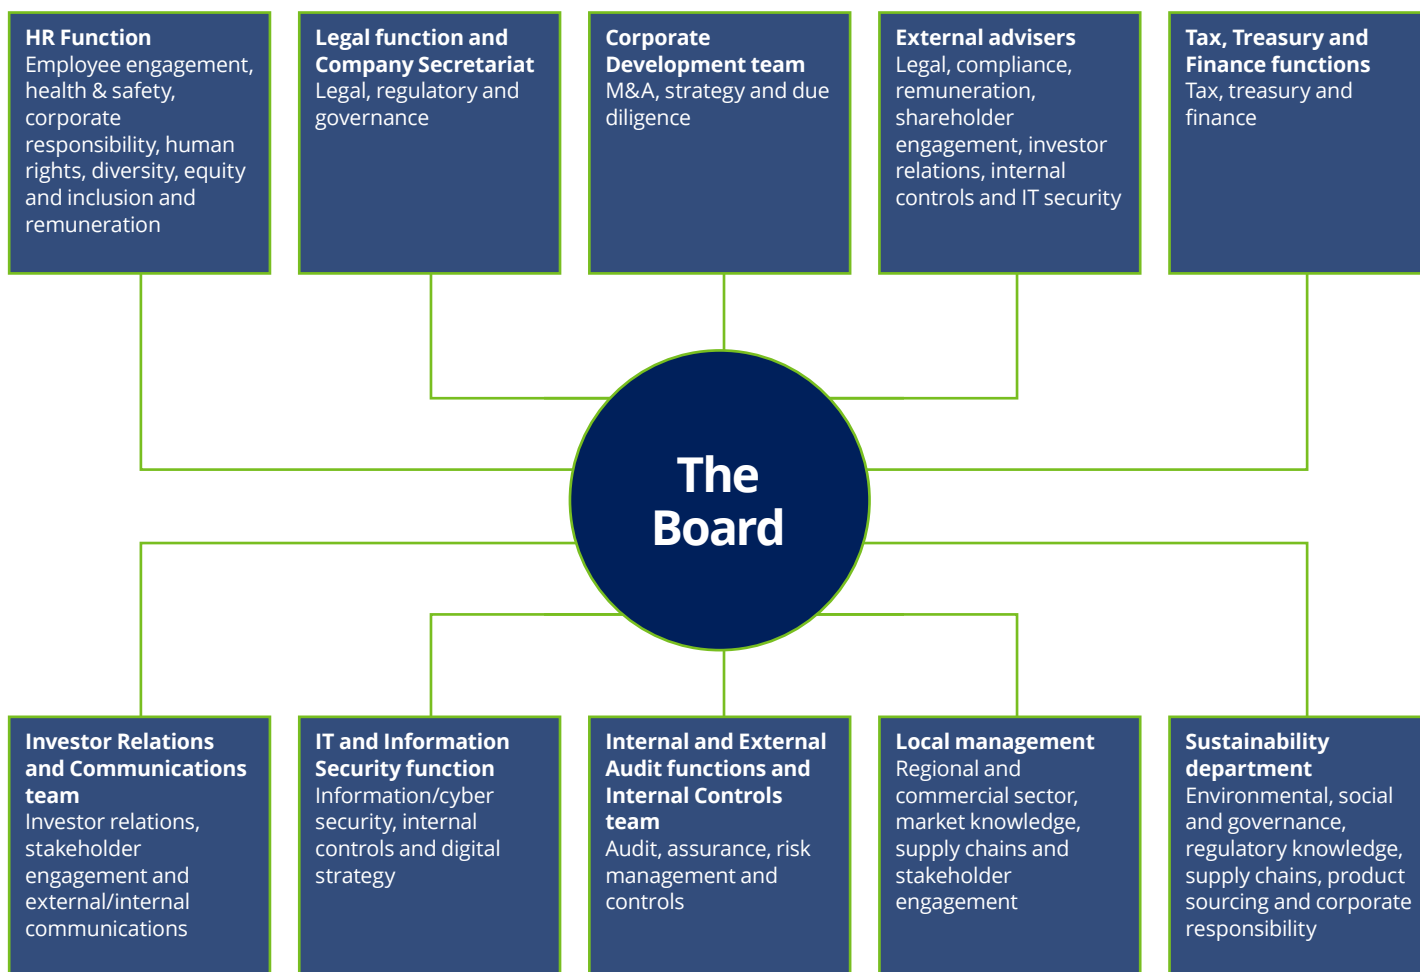 HR Function
Employee engagement,
health & safety,
corporate
responsibility, human
rights, diversity, equity
and inclusion and
remuneration
Legal function and
Company Secretariat
Legal, regulatory and
governance
Corporate
Development team
M&A, strategy and due
diligence
External advisers
Legal, compliance,
remuneration,
shareholder
engagement, investor
relations, internal
controls and IT security
Tax, Treasury and
Finance functions
Tax, treasury and
finance
The
Board
Investor Relations
and Communications
team
Investor relations,
stakeholder
engagement and
external/internal
communications
IT and Information
Security function
Information/cyber
security, internal
controls and digital
strategy
Internal and External
Audit functions and
Internal Controls
team
Audit, assurance, risk
management and
controls
Local management
Regional and
commercial sector,
market knowledge,
supply chains and
stakeholder
engagement
Sustainability
department
Environmental, social
and governance,
regulatory knowledge,
supply chains, product
sourcing and corporate
responsibility